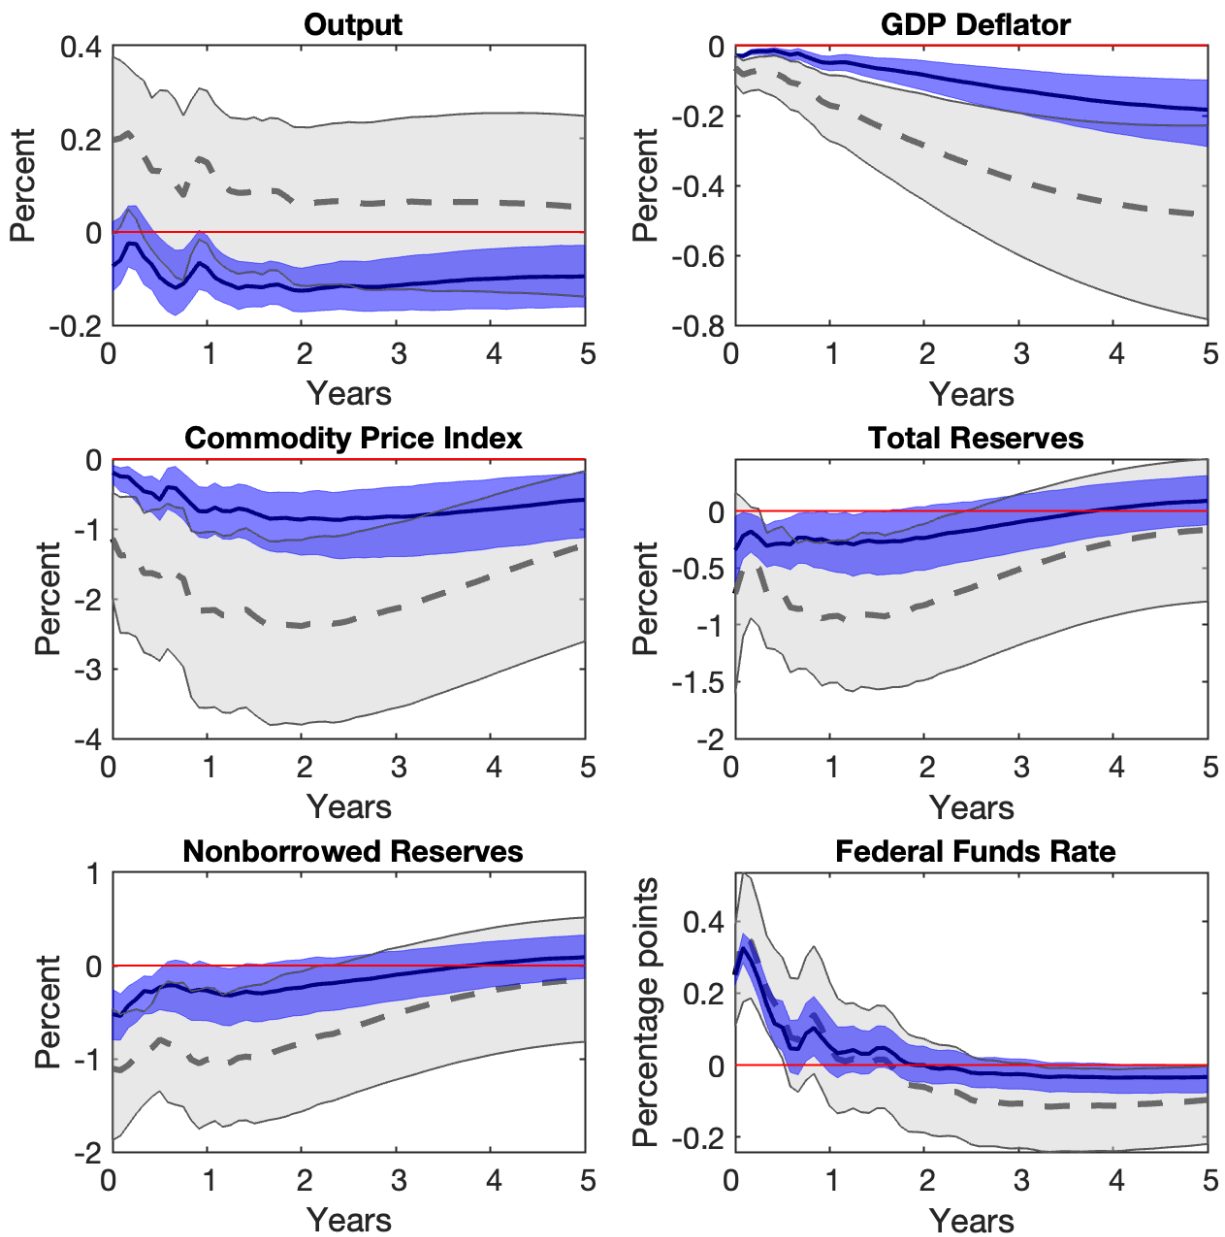 Output
GDP Deflator
0.4
0.2
0
-0.2
Percent
0 1 2 3 4 5
Years
0
-0.2
-0.4
-0.6
-0.8
Percent
0 1 2 3 4 5
Years
Commodity Price Index
Total Reserves
0
-1
-2
-3
-4
Percent
0 1 2 3 4 5
Years
0
-0.5
-1
-1.5
-2
Percent
0 1 2 3 4 5
Years
Nonborrowed Reserves
Federal Funds Rate
1
0
-1
-2
Percent
0 1 2 3 4 5
Years
0.4
0.2
0
-0.2
Percentage points
0 1 2 3 4 5
Years